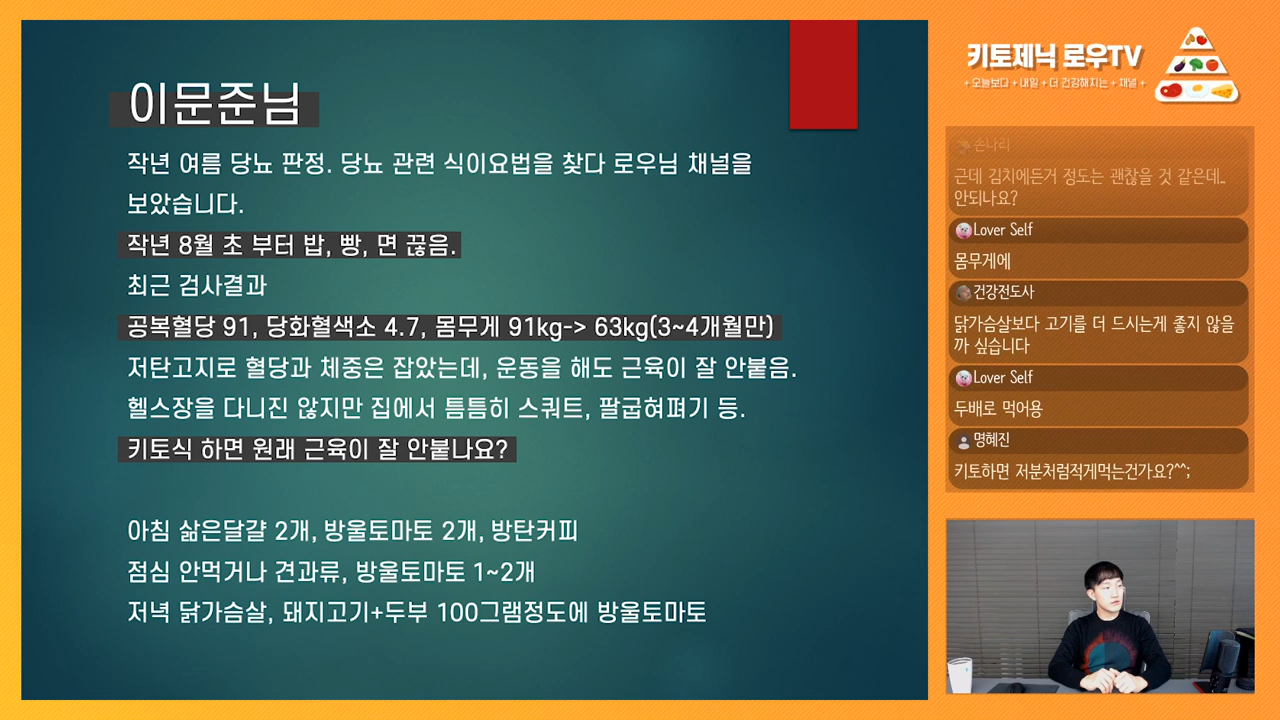 이문준님
작년 여름 당뇨 판정. 당뇨 관련 식이요법을 찾다 로우님 채널을
보았습니다.
작년 8월 초 부터 밥, 빵, 면 끊음.
최근 검사결과
공복혈당 91, 당화혈색소 4.7, 몸무게 91kg-> 63kg(3~4개월만)
저탄고지로 혈당과 체중은 잡았는데, 운동을 해도 근육이 잘 안붙음.
헬스장을 다니진 않지만 집에서 틈틈히 스쿼트, 팔굽혀펴기 등.
키토식 하면 원래 근육이 잘 안붙나요?
아침 삶은달걀 2개, 방울토마토 2개, 방탄커피
점심 안먹거나 견과류, 방울토마토 1~2개
저녁 닭가슴살, 돼지고기+두부 100그램정도에 방울토마토
키토제닉 로우TV
+ 오늘보다 + 내일 + 더 건강해지는 + 채널 +
손나리
근데 김치에든거 정도는 괜찮을 것 같은데..
안되나요?
Lover Self
몸무게에
건강전도사
닭가슴살보다 고기를 더 드시는게 좋지 않을
까 싶습니다
Lover Self
두배로 먹어용
명혜진
키토하면 저분처럼적게먹는건가요?^^;